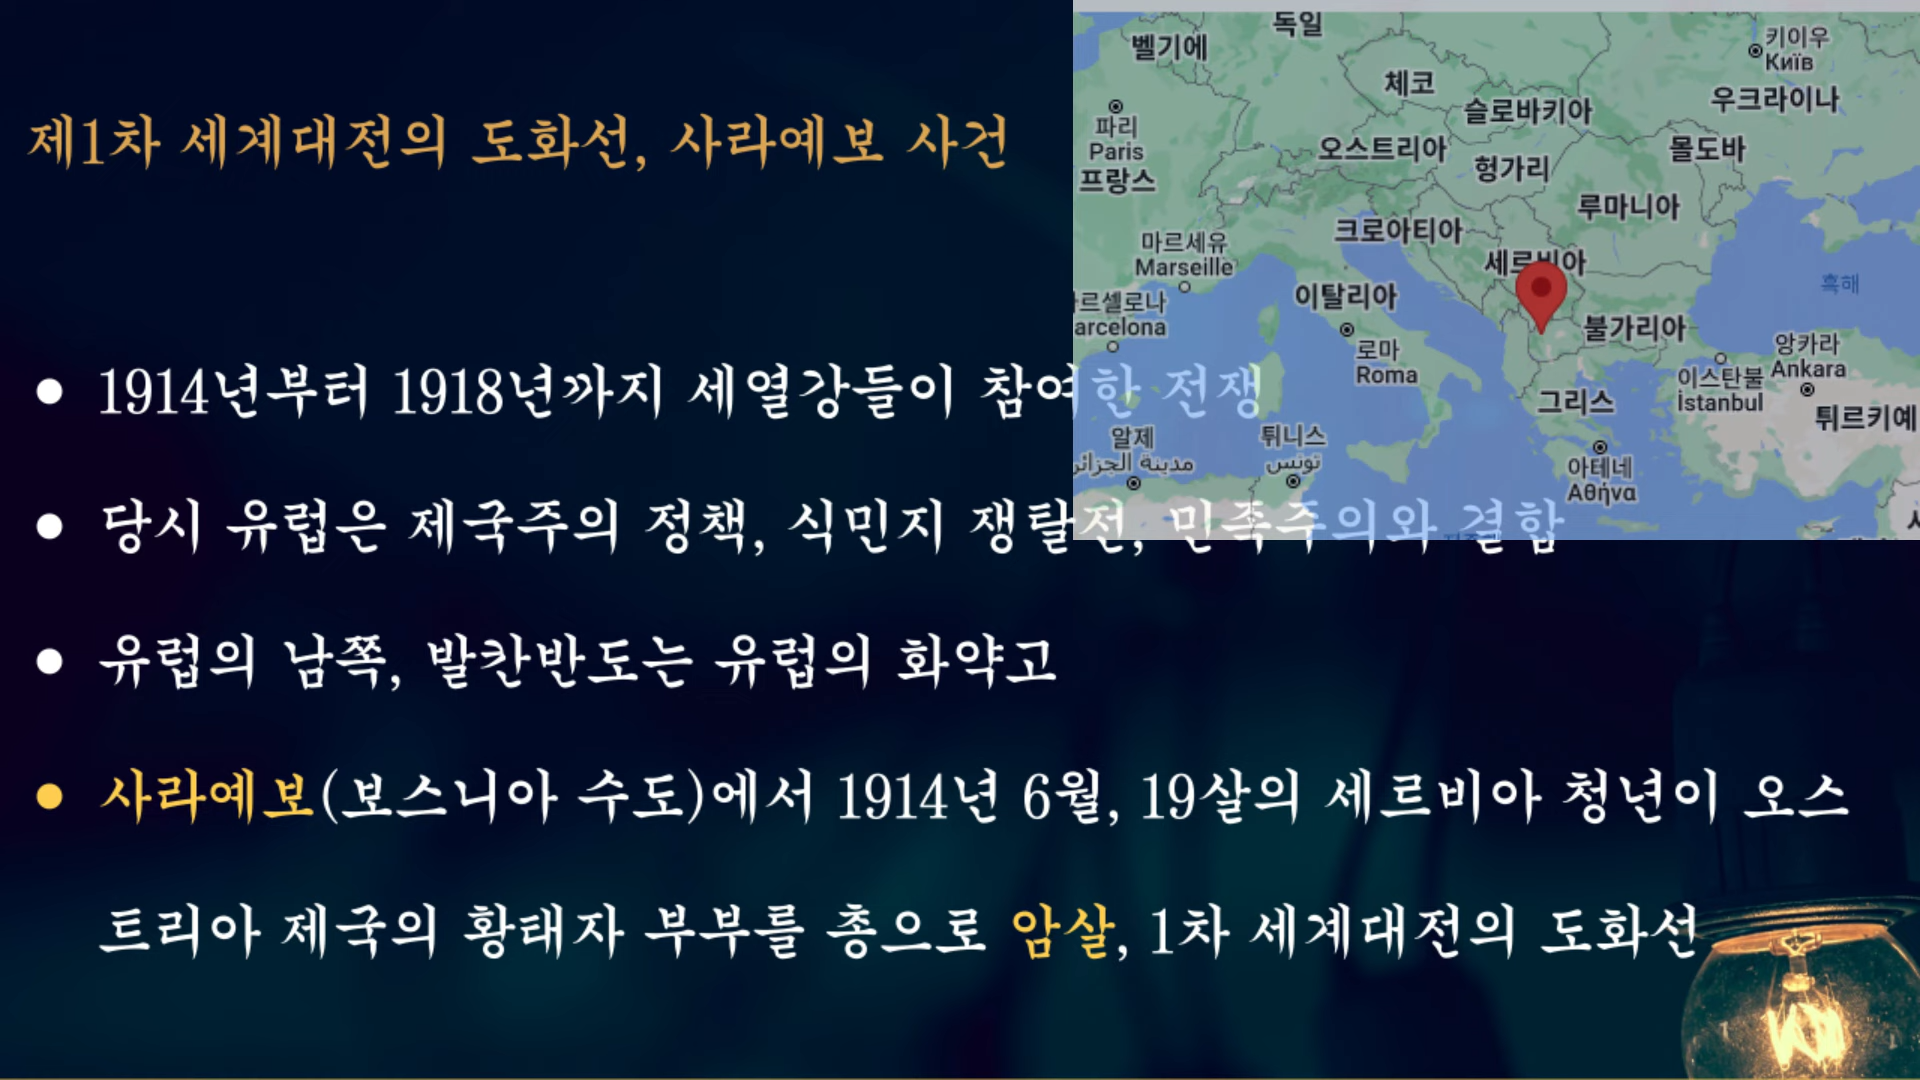 제1차 세계대전의 도화선, 사라예보 사건
● 1914년부터 1918년까지 세열강들이 참여한 전쟁
● 당시 유럽은 제국주의 정책, 식민지 쟁탈전, 민족주의와 결합
● 유럽의 남쪽, 발칸반도는 유럽의 화약고
● 사라예보(보스니아 수도)에서 1914년 6월, 19살의 세르비아 청년이 오스
트리아 제국의 황태자 부부를 총으로 암살, 1차 세계대전의 도화선
독일
벨기에
키이우
Київ
체코
슬로바키아
우크라이나
파리
Paris
프랑스
오스트리아
헝가리
몰도바
루마니아
크로아티아
마르세유
Marseille
세르비아
이탈리아
흑해
르셀로나
arcelona
불가리아
로마
Roma
앙카라
Ankara
이스탄불
İstanbul
그리스
튀르키예
알제
مدينة الجزائر
튀니스
تونس
아테네
Αθήνα